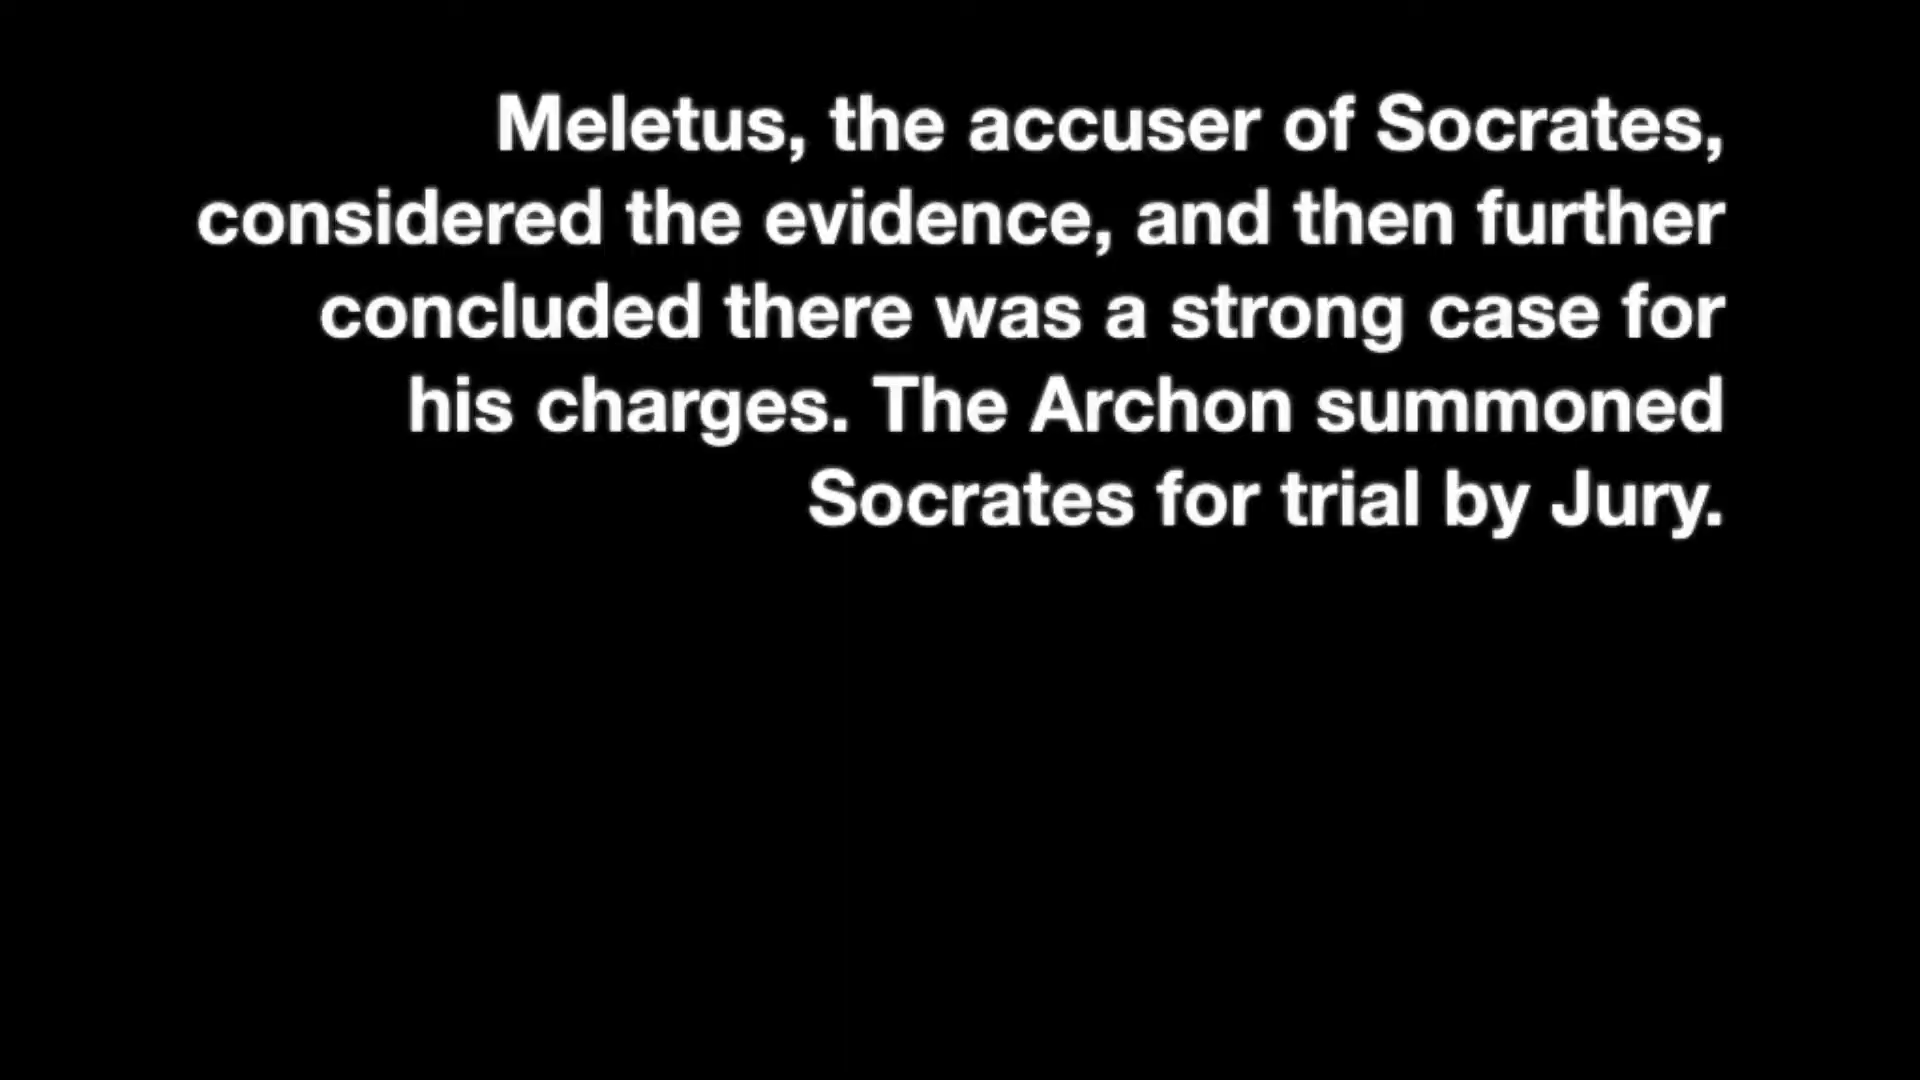 Meletus, the accuser of Socrates,
considered the evidence, and then further
concluded there was a strong case for
his charges. The Archon summoned
Socrates for trial by Jury.